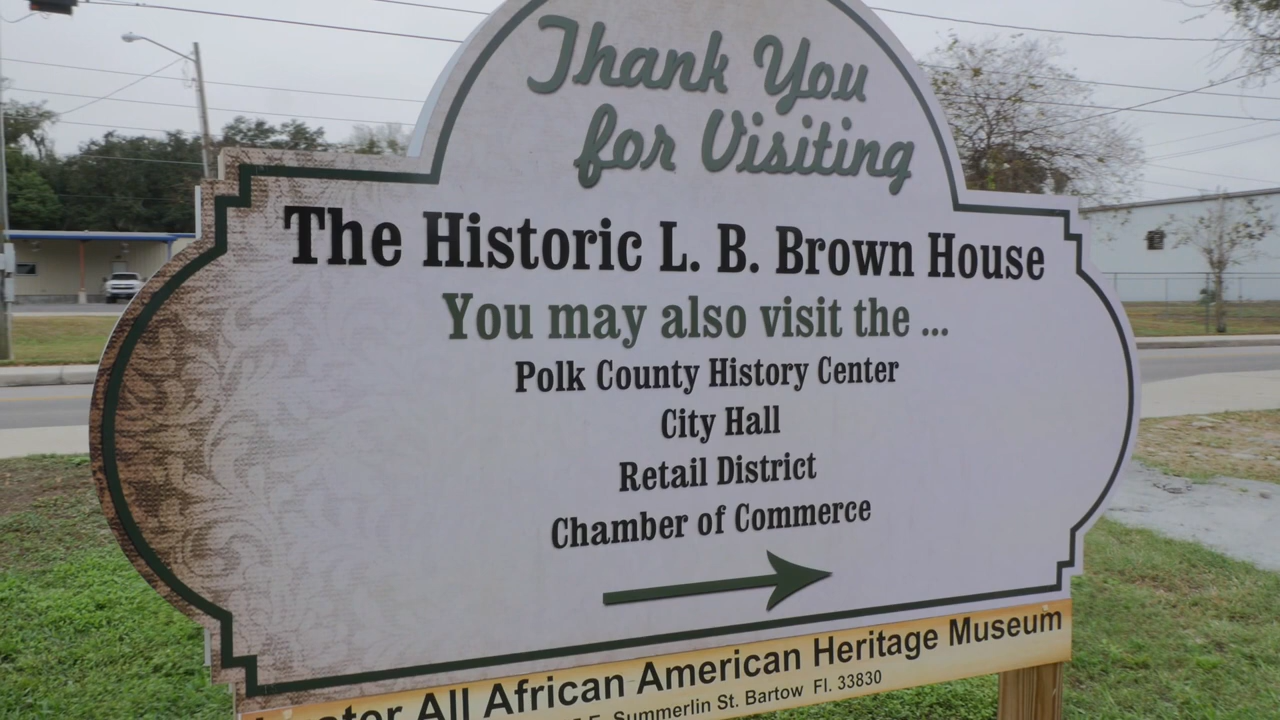 Thank You
for Visiting
The Historic L. B. Brown House
You may also visit the ...
Polk County History Center
City Hall
Retail District
Chamber of Commerce
All African American Heritage Museum
E. Summerlin St. Bartow Fl. 33830